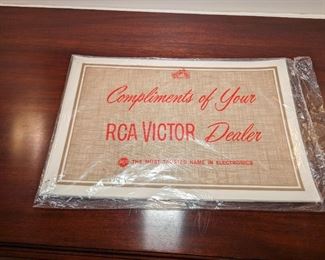 Compliments of Your
RCA VICTOR Dealer
THE MOST TRUSTED NAME IN ELECTRONICS